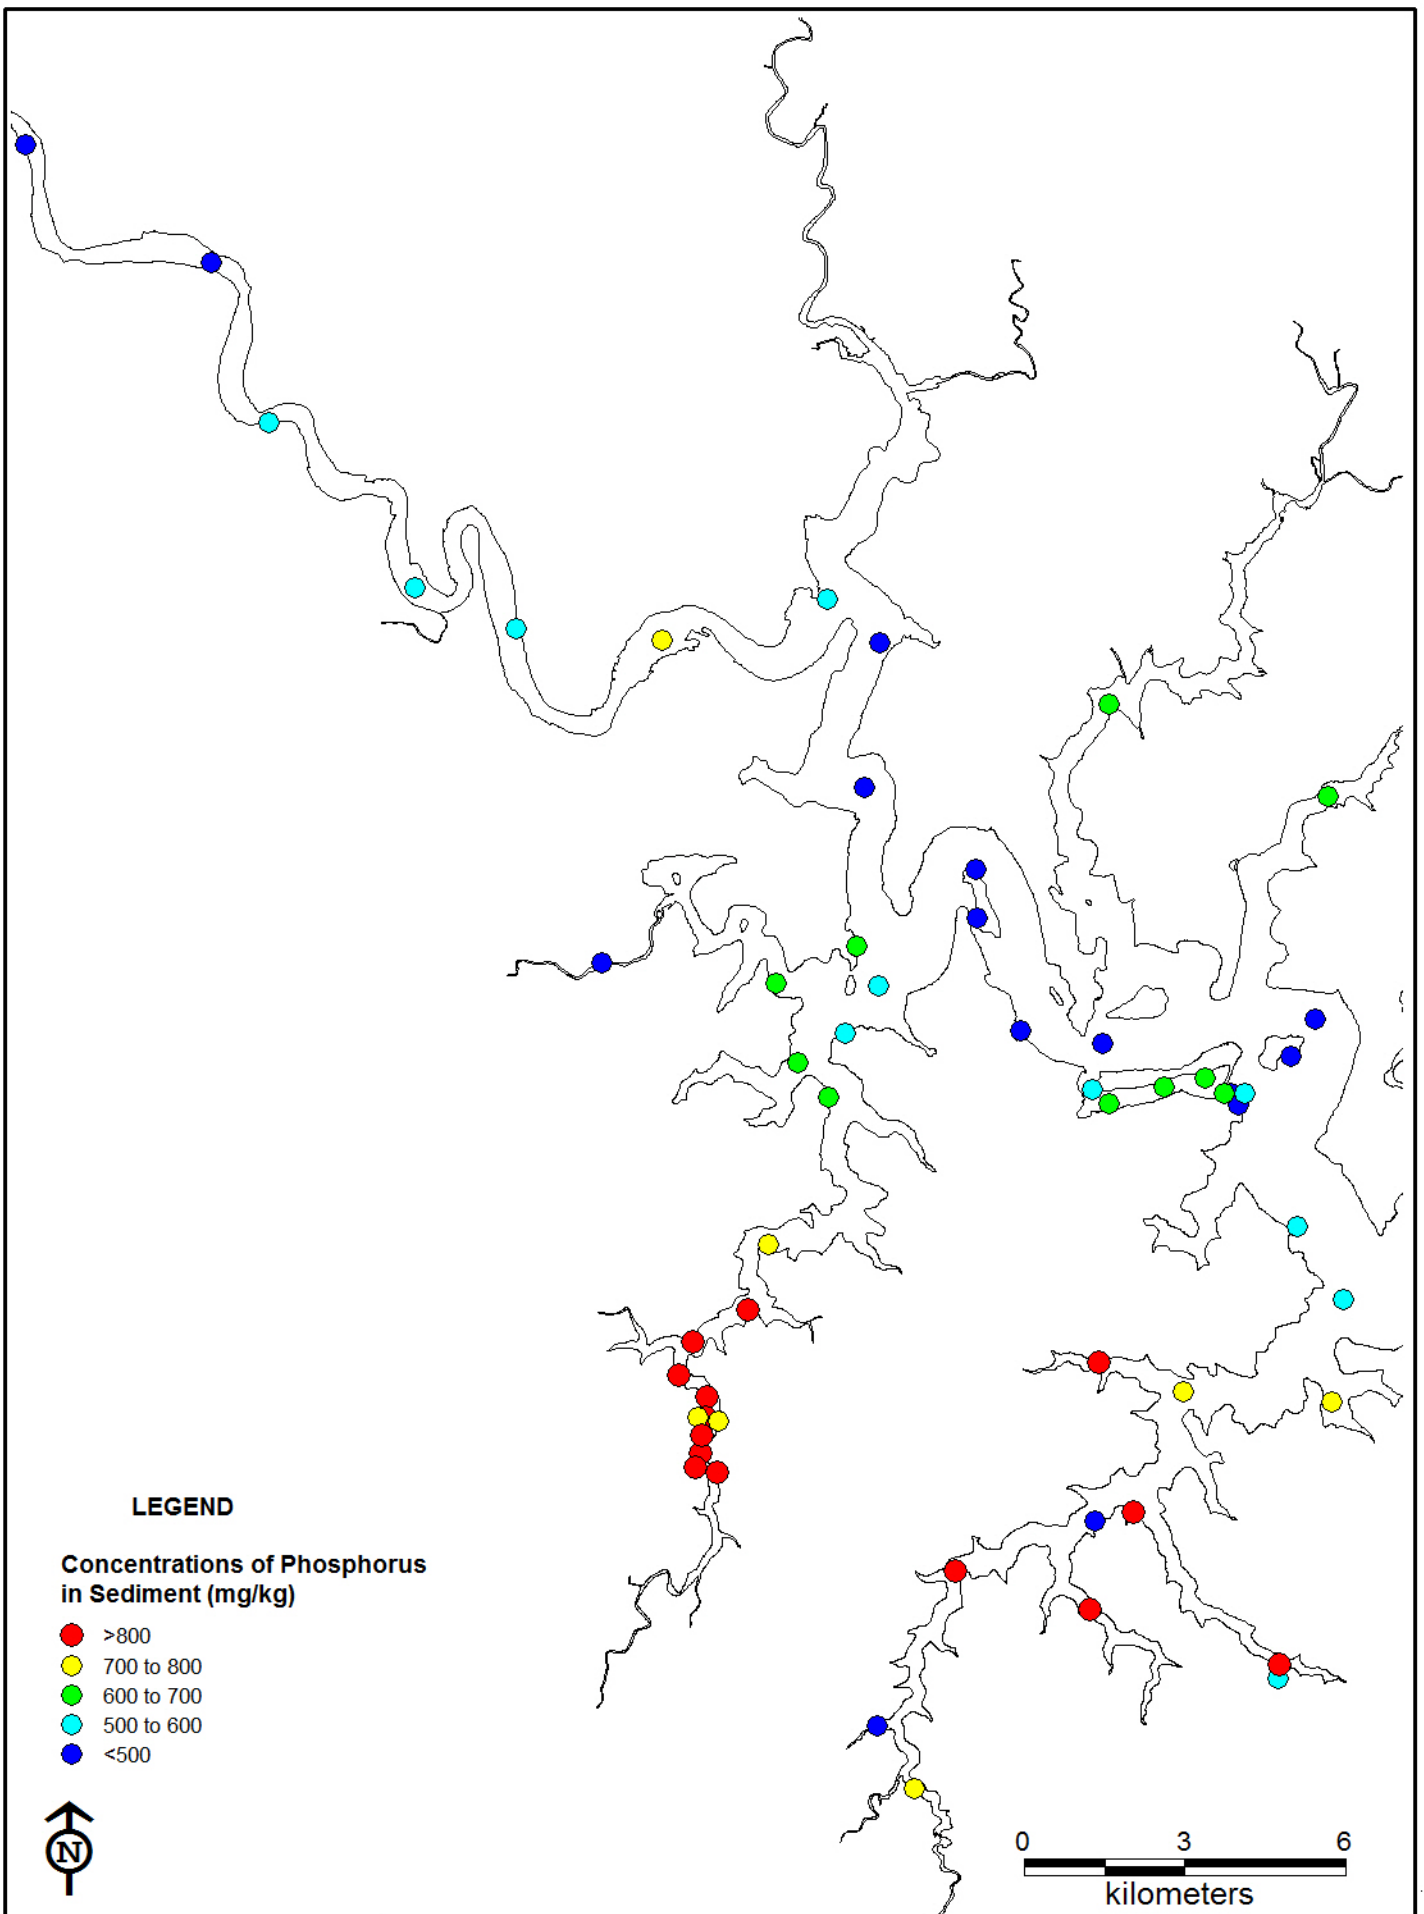 LEGEND
Concentrations of Phosphorus
in Sediment (mg/kg)
>800
700 to 800
600 to 700
500 to 600
<500
N
0 3 6
kilometers